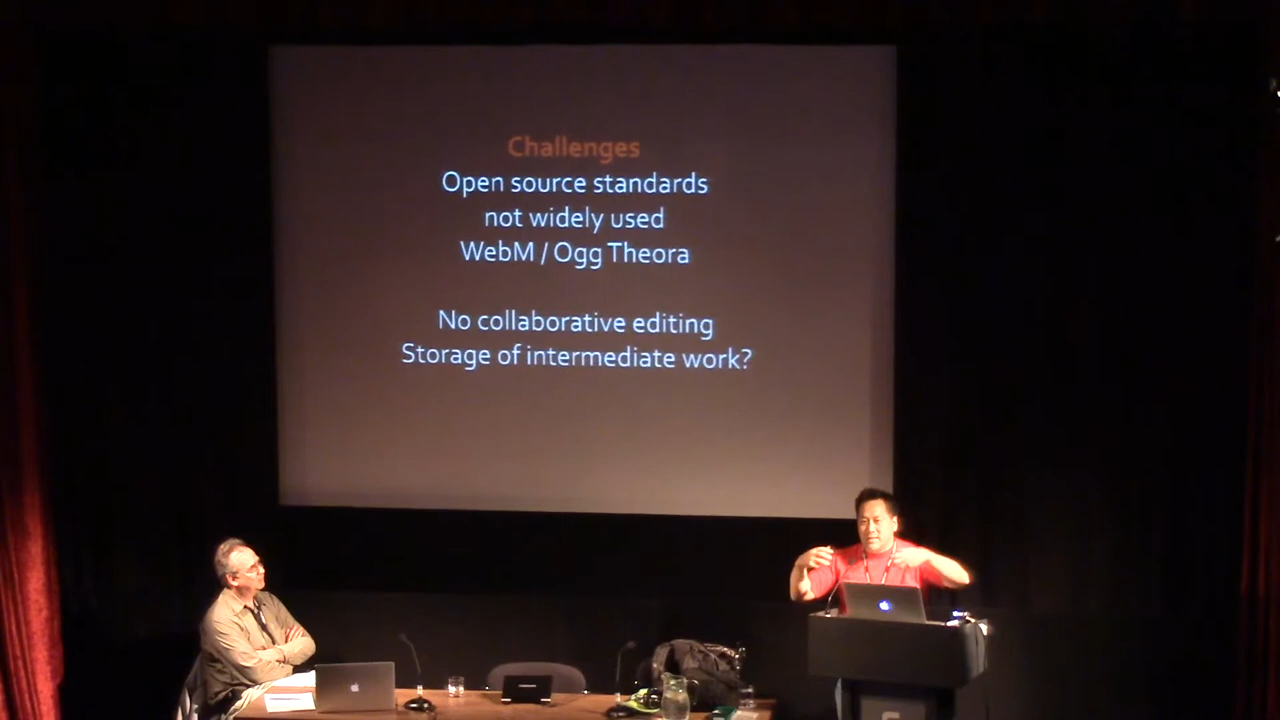 Challenges
Open source standards
not widely used
WebM / Ogg Theora
No collaborative editing
Storage of intermediate work?